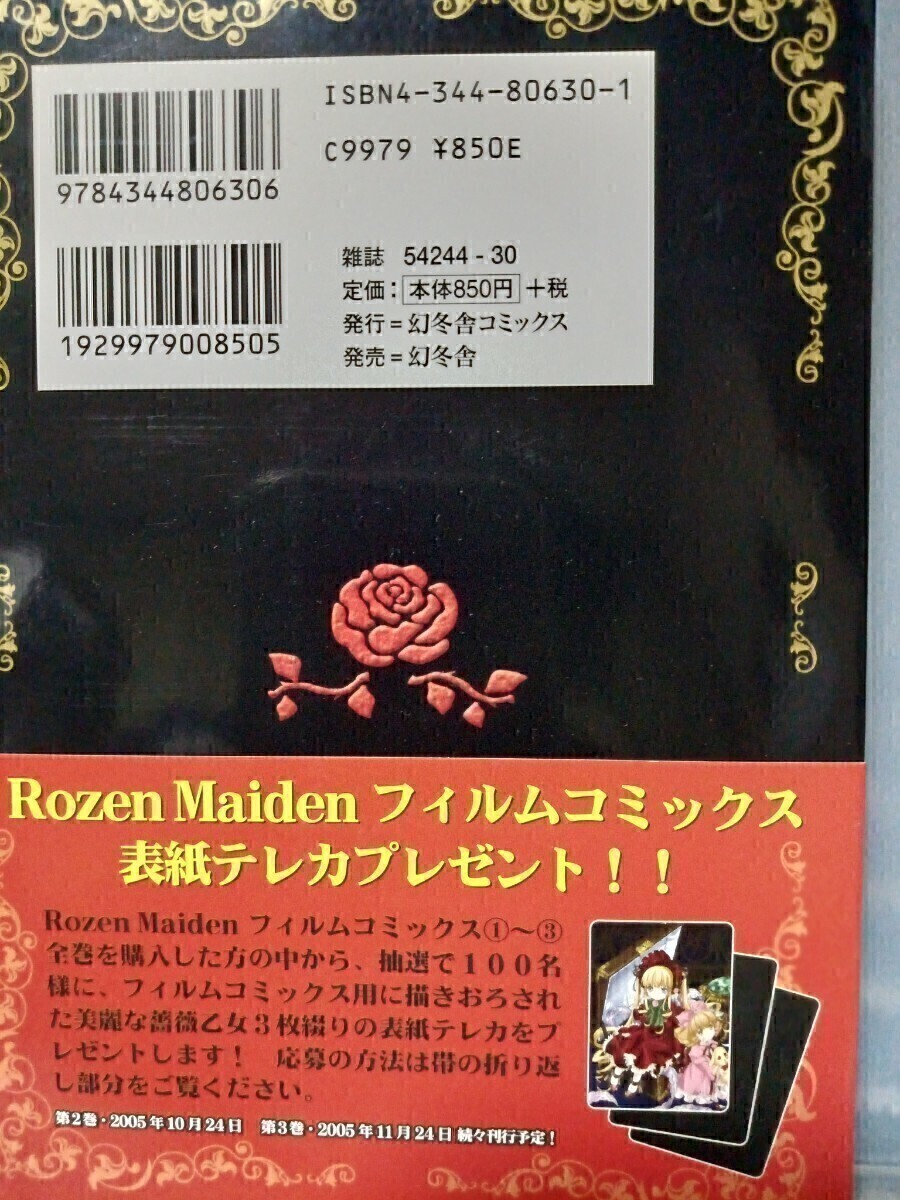 ISBN4-344-80630-1
C9979 ¥850E
9784344806306
1929979008505
雑誌 54244-30
定価：本体850円＋税
発行＝幻冬舎コミックス
発売＝幻冬舎
Rozen Maiden フィルムコミックス
表紙テレカプレゼント！！
Rozen Maiden フィルムコミックス①〜③
全巻を購入した方の中から、抽選で１００名
様に、フィルムコミックス用に描きおろされ
た美麗な薔薇乙女３枚綴りの表紙テレカをプ
レゼントします！　応募の方法は帯の折り返
し部分をご覧ください。
第2巻・2005年10月24日　第3巻・2005年11月24日 続々刊行予定！